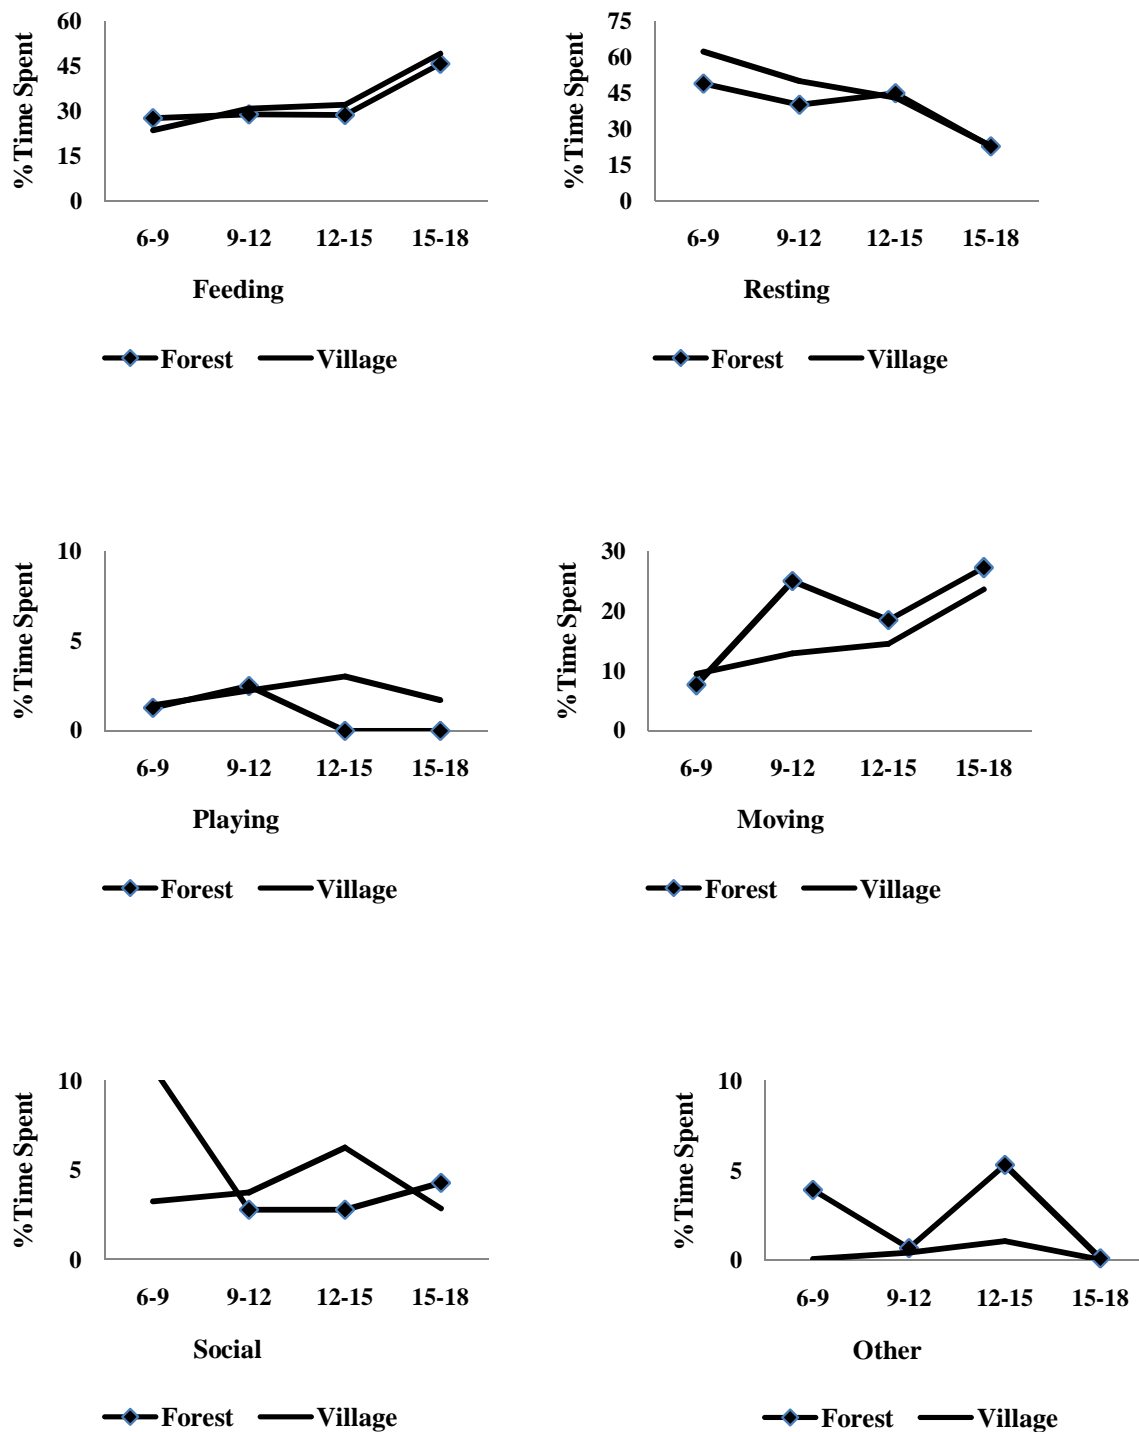 %Time Spent
60
45
30
15
0
6-9 9-12 12-15 15-18
Feeding
Forest Village
%Time Spent
75
60
45
30
15
0
6-9 9-12 12-15 15-18
Resting
Forest Village
%Time Spent
10
5
0
6-9 9-12 12-15 15-18
Playing
Forest Village
%Time Spent
30
20
10
0
6-9 9-12 12-15 15-18
Moving
Forest Village
%Time Spent
10
5
0
6-9 9-12 12-15 15-18
Social
Forest Village
%Time Spent
10
5
0
6-9 9-12 12-15 15-18
Other
Forest Village